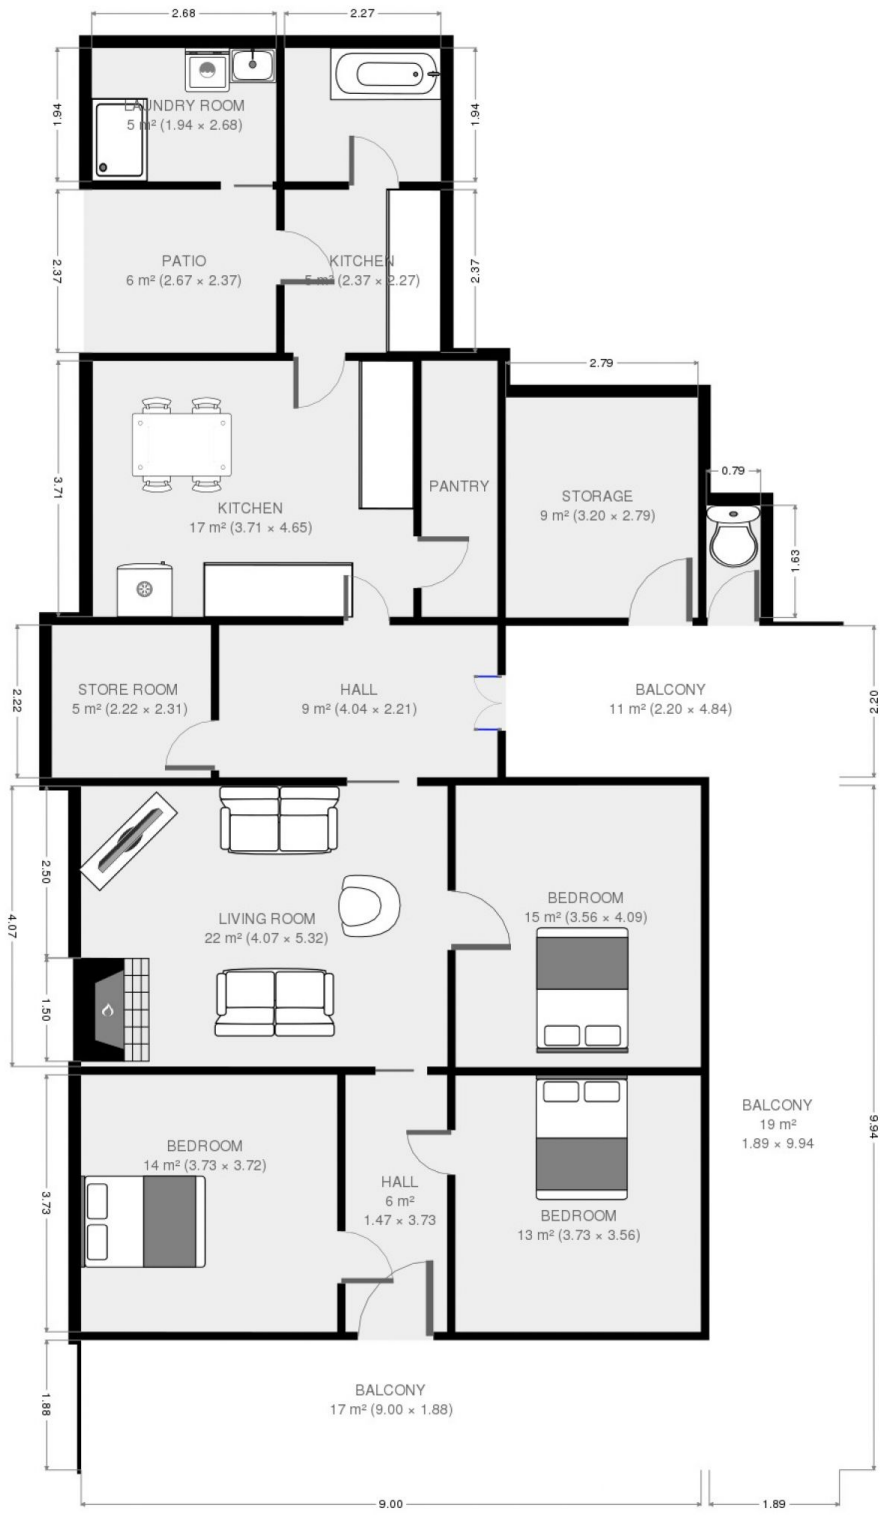 2.68
2.27
1.94
1.94
LAUNDRY ROOM
5 m² (1.94 × 2.68)
2.37
2.37
PATIO
6 m² (2.67 × 2.37)
KITCHEN
5 m² (2.37 × 2.27)
2.79
3.71
0.79
PANTRY
STORAGE
9 m² (3.20 × 2.79)
KITCHEN
17 m² (3.71 × 4.65)
1.63
2.22
STORE ROOM
5 m² (2.22 × 2.31)
HALL
9 m² (4.04 × 2.21)
BALCONY
11 m² (2.20 × 4.84)
2.20
2.50
4.07
LIVING ROOM
22 m² (4.07 × 5.32)
BEDROOM
15 m² (3.56 × 4.09)
1.50
BALCONY
19 m²
1.89 × 9.94
9.94
BEDROOM
14 m² (3.73 × 3.72)
3.73
HALL
6 m²
1.47 × 3.73
BEDROOM
13 m² (3.73 × 3.56)
1.88
BALCONY
17 m² (9.00 × 1.88)
9.00
1.89